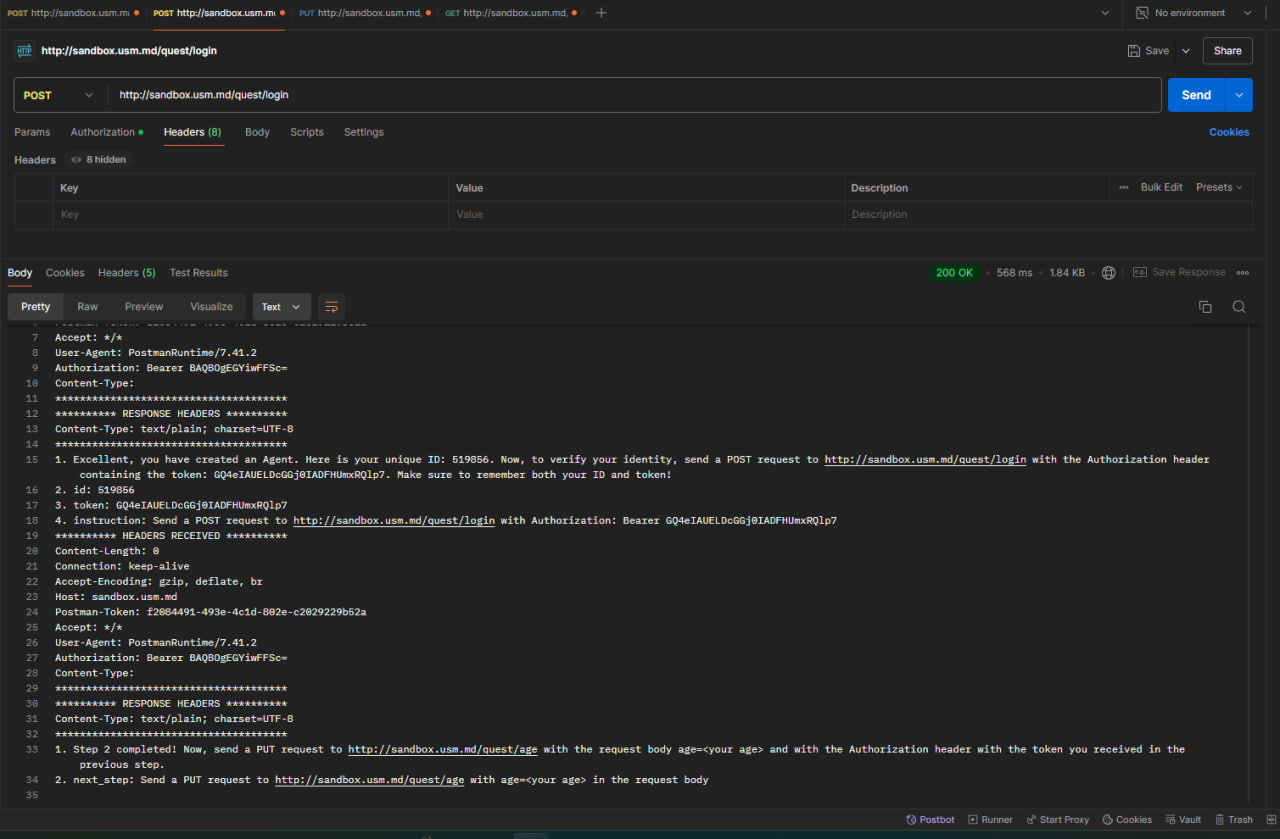 POST http://sandbox.usm.m
POST http://sandbox.usm.m
PUT http://sandbox.usm.md,
GET http://sandbox.usm.md,
No environment
http://sandbox.usm.md/quest/login
Save
Share
POST
http://sandbox.usm.md/quest/login
Send
Params
Authorization
Headers (8)
Body
Scripts
Settings
Cookies
Headers
8 hidden
Key
Value
Description
Bulk Edit
Presets
Key
Value
Description
Body
Cookies
Headers (5)
Test Results
200 OK
568 ms
1.84 KB
Save Response
Pretty
Raw
Preview
Visualize
Text
7 Accept: */*
8 User-Agent: PostmanRuntime/7.41.2
9 Authorization: Bearer BAQBOgEGYiwFFSc=
10 Content-Type:
11 **************************************
12 ********** RESPONSE HEADERS **********
13 Content-Type: text/plain; charset=UTF-8
14 **************************************
15 1. Excellent, you have created an Agent. Here is your unique ID: 519856. Now, to verify your identity, send a POST request to http://sandbox.usm.md/quest/login with the Authorization header
containing the token: GQ4eIAUELDcGGj0IADFHUmxRQlp7. Make sure to remember both your ID and token!
16 2. id: 519856
17 3. token: GQ4eIAUELDcGGj0IADFHUmxRQlp7
18 4. instruction: Send a POST request to http://sandbox.usm.md/quest/login with Authorization: Bearer GQ4eIAUELDcGGj0IADFHUmxRQlp7
19 ********** HEADERS RECEIVED **********
20 Content-Length: 0
21 Connection: keep-alive
22 Accept-Encoding: gzip, deflate, br
23 Host: sandbox.usm.md
24 Postman-Token: f2084491-493e-4c1d-802e-c2029229b52a
25 Accept: */*
26 User-Agent: PostmanRuntime/7.41.2
27 Authorization: Bearer BAQBOgEGYiwFFSc=
28 Content-Type:
29 **************************************
30 ********** RESPONSE HEADERS **********
31 Content-Type: text/plain; charset=UTF-8
32 **************************************
33 1. Step 2 completed! Now, send a PUT request to http://sandbox.usm.md/quest/age with the request body age=<your age> and with the Authorization header with the token you received in the
previous step.
34 2. next_step: Send a PUT request to http://sandbox.usm.md/quest/age with age=<your age> in the request body
35
Postbot
Runner
Start Proxy
Cookies
Vault
Trash